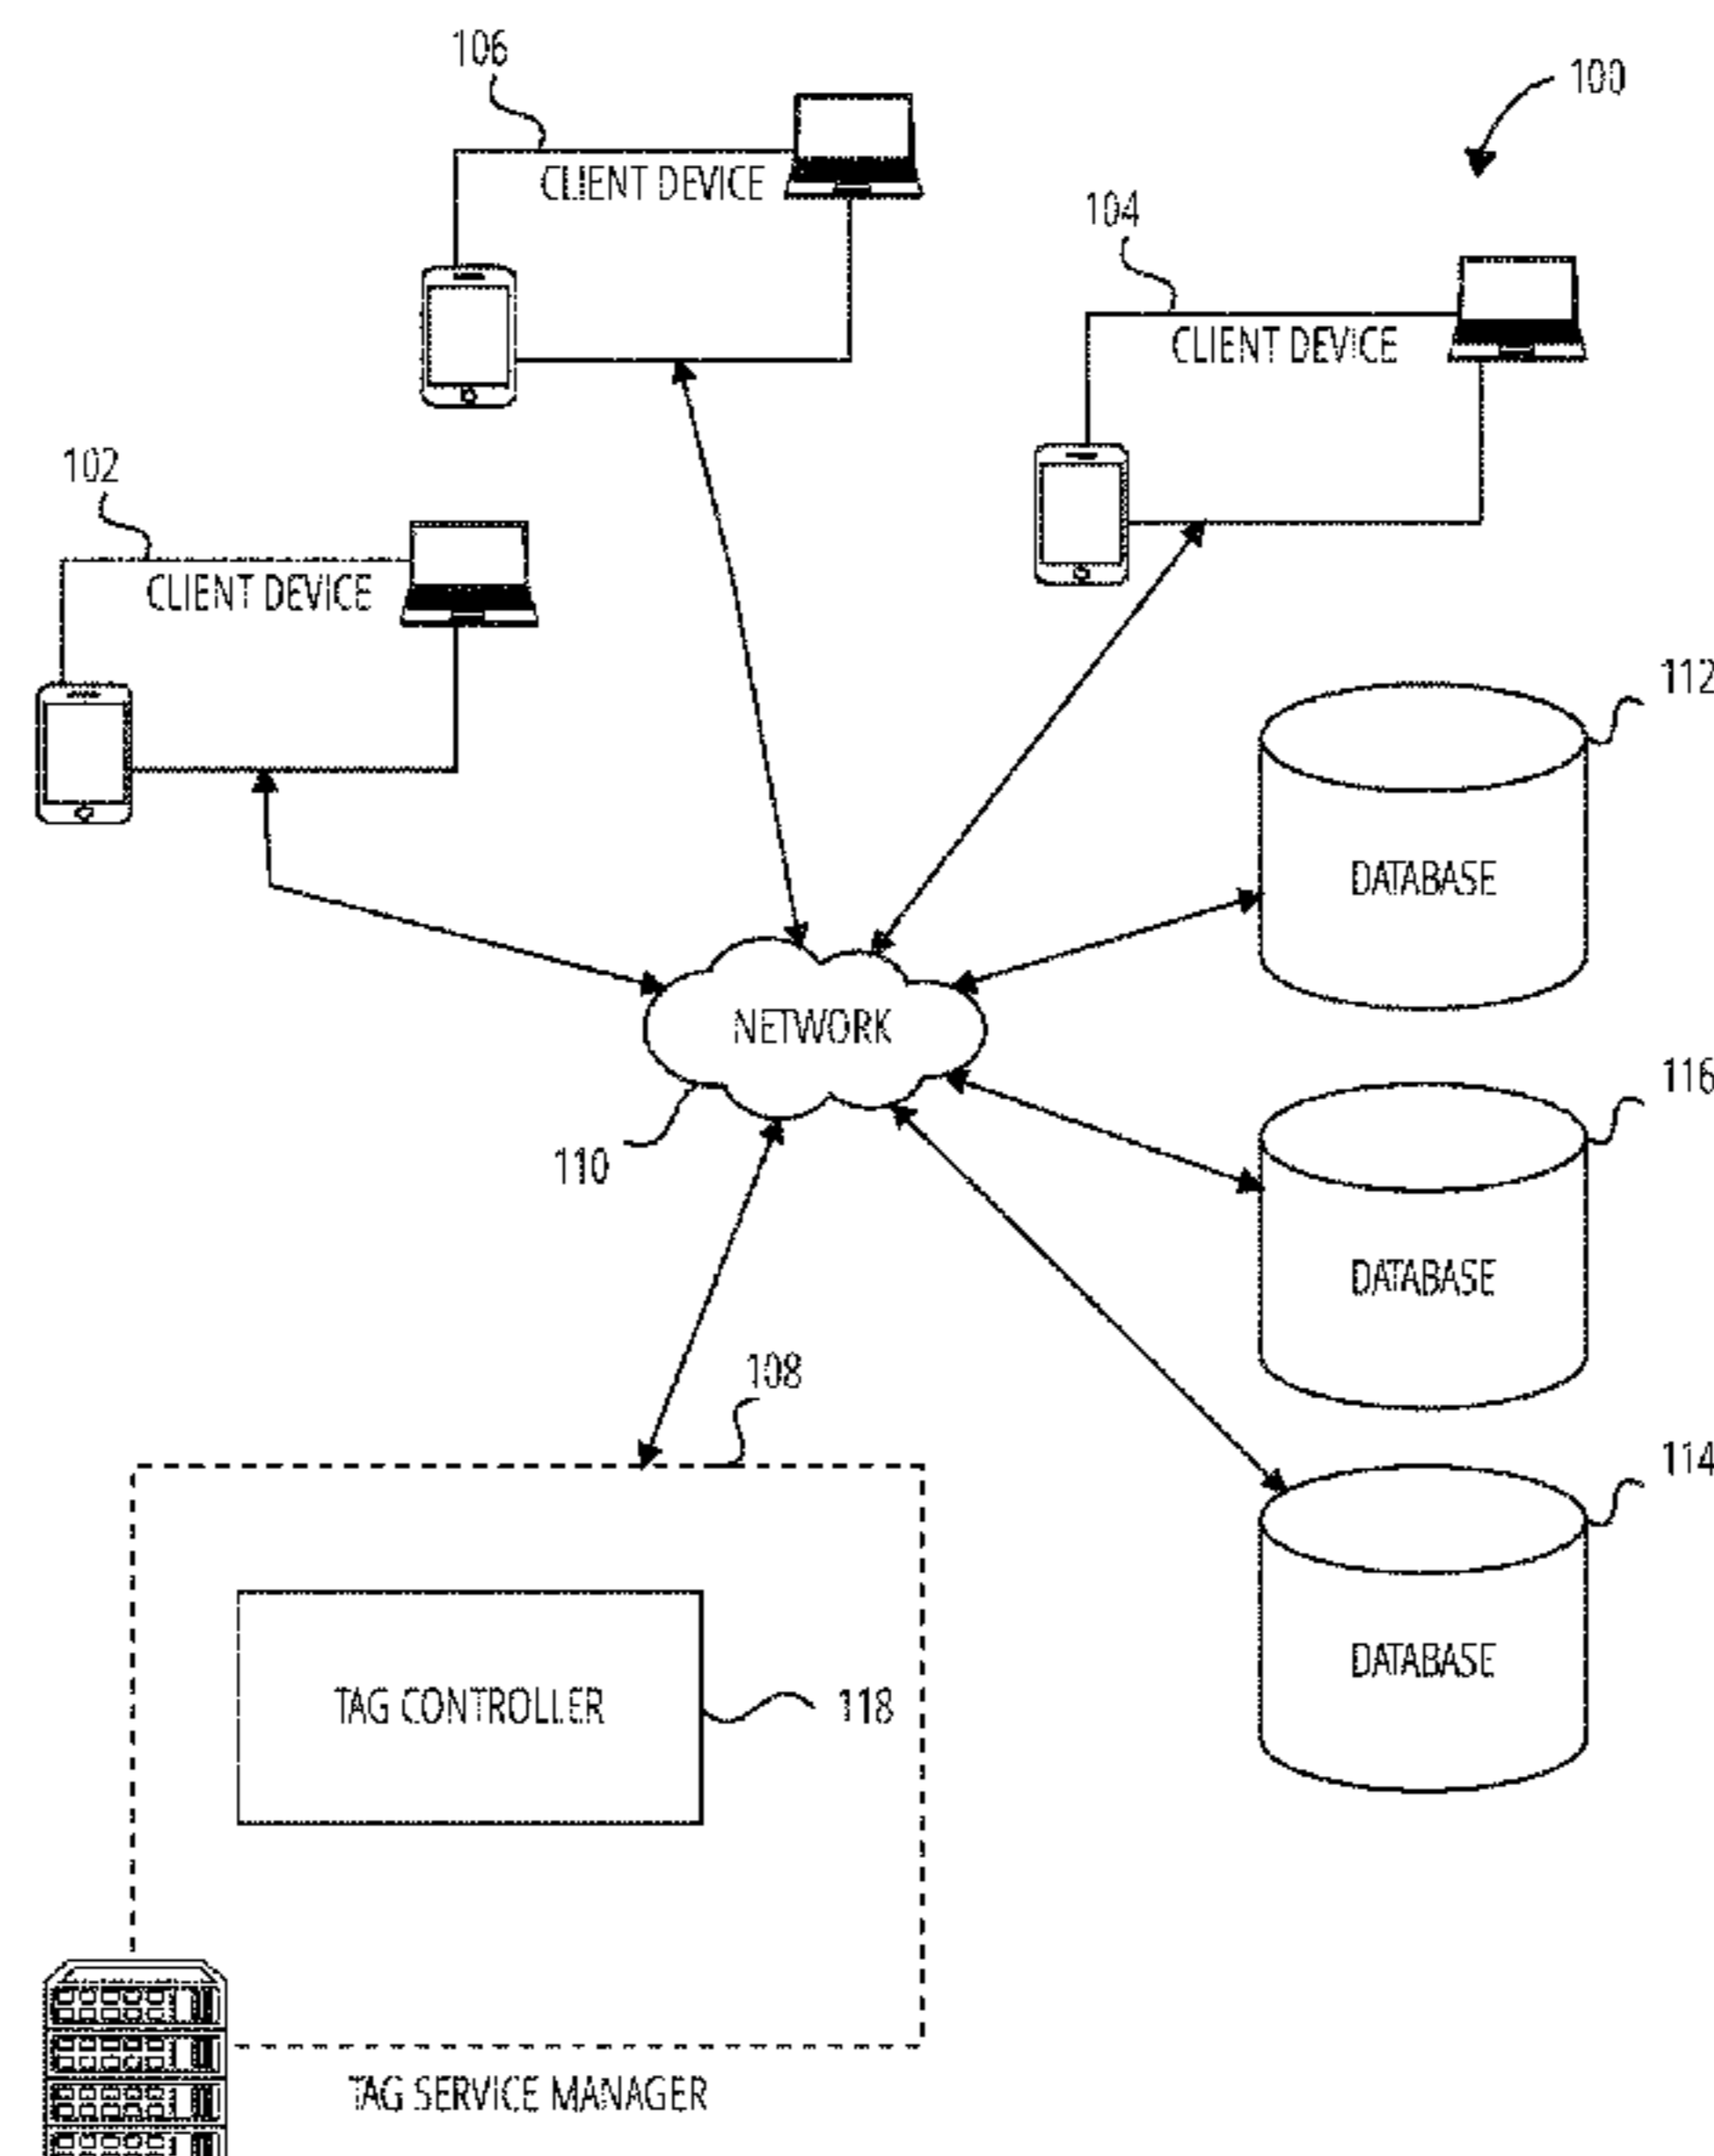 106
100
CLIENT DEVICE
104
CLIENT DEVICE
102
CLIENT DEVICE
112
DATABASE
NETWORK
116
110
DATABASE
108
114
DATABASE
TAG CONTROLLER
118
TAG SERVICE MANAGER